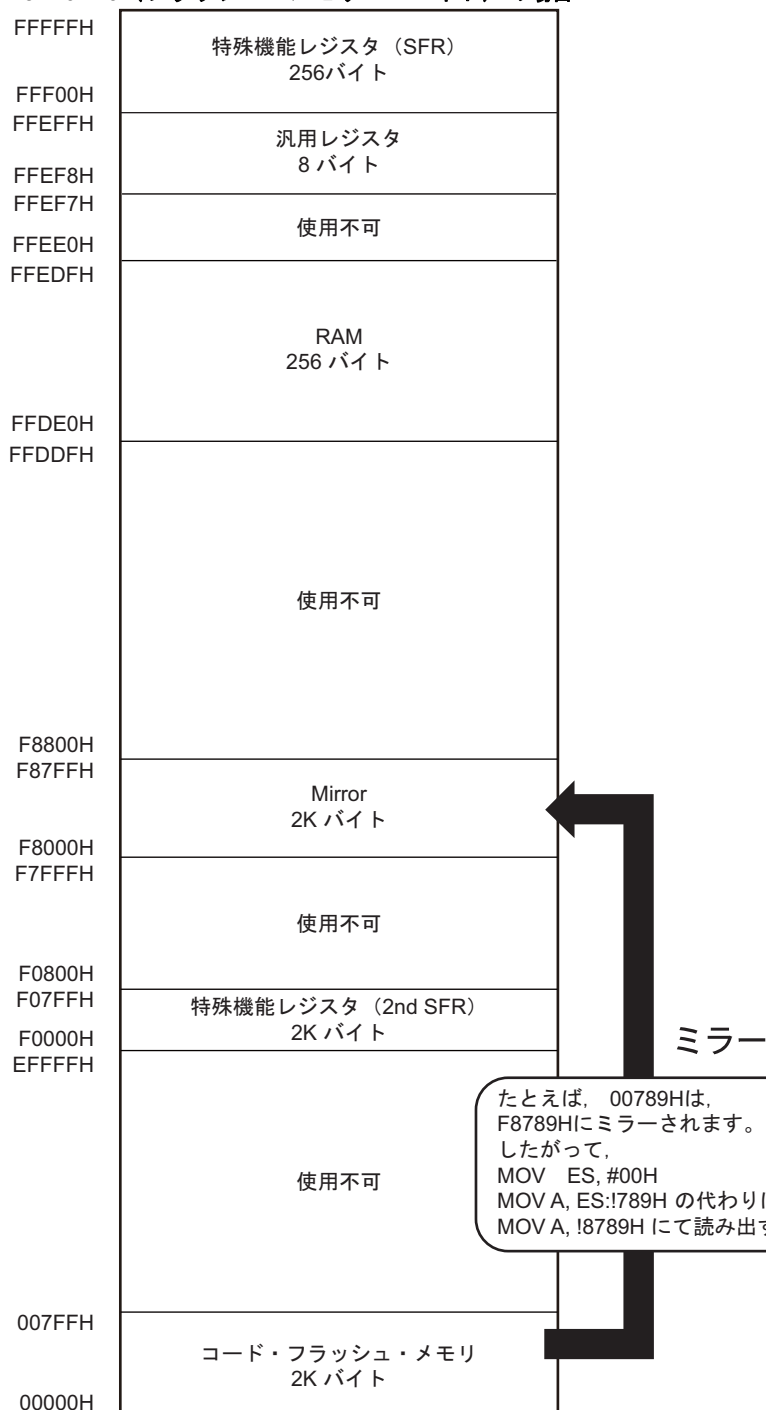 FFFFFH
特殊機能レジスタ（SFR）
256バイト
FFF00H
FFEFFH
汎用レジスタ
8 バイト
FFEF8H
FFEF7H
使用不可
FFEE0H
FFEDFH
RAM
256 バイト
FFDE0H
FFDDFH
使用不可
F8800H
F87FFH
Mirror
2K バイト
F8000H
F7FFFH
使用不可
F0800H
F07FFH
特殊機能レジスタ（2nd SFR）
2K バイト
F0000H
EFFFFH
ミラー
たとえば， 00789Hは，
F8789Hにミラーされます。
したがって，
MOV ES, #00H
MOV A, ES:!789H の代わりに
MOV A, !8789H にて読み出す
使用不可
007FFH
コード・フラッシュ・メモリ
2K バイト
00000H